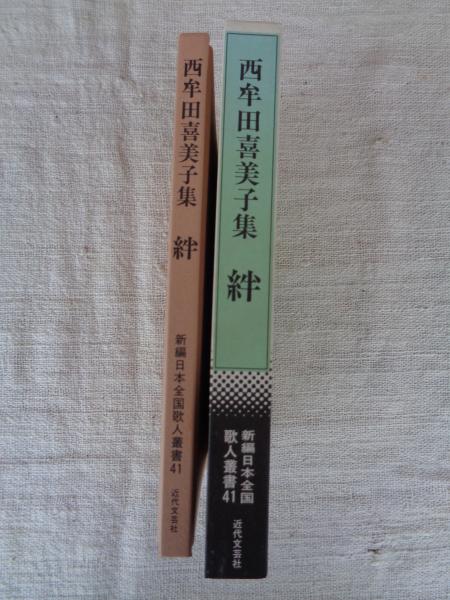 西牟田喜美子集 絆
新編日本全国歌人叢書41
近代文芸社
西牟田喜美子集 絆
新編日本全国
歌人叢書41
近代文芸社